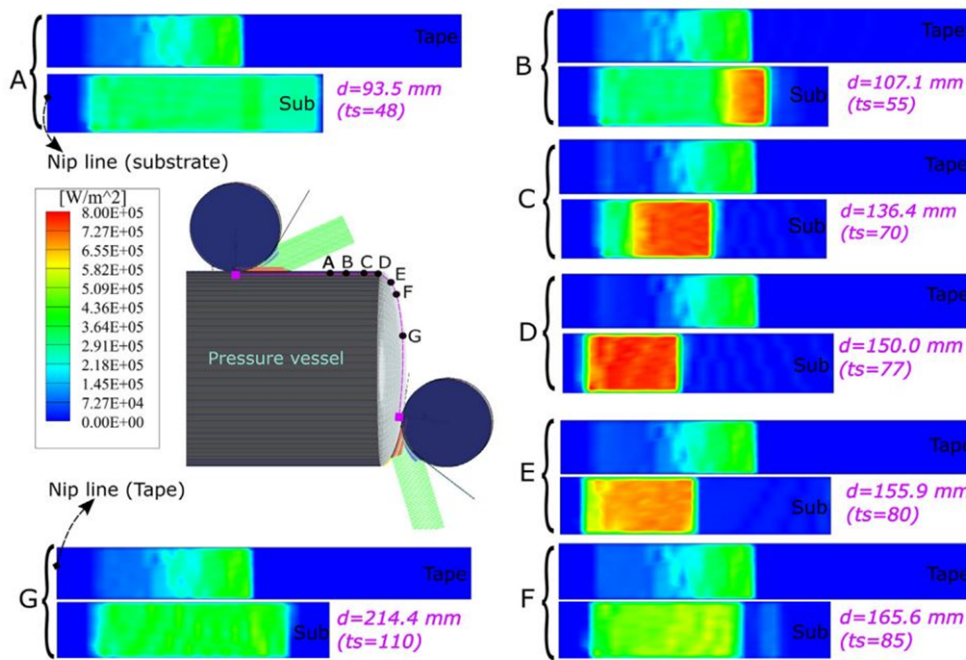 A
Tape
Sub
d=93.5 mm
(ts=48)
Nip line (substrate)
B
Tape
Sub
d=107.1 mm
(ts=55)
C
Tape
Sub
d=136.4 mm
(ts=70)
D
Tape
Sub
d=150.0 mm
(ts=77)
E
Tape
Sub
d=155.9 mm
(ts=80)
F
Tape
Sub
d=165.6 mm
(ts=85)
[W/m^2]
8.00E+05
7.27E+05
6.55E+05
5.82E+05
5.09E+05
4.36E+05
3.64E+05
2.91E+05
2.18E+05
1.45E+05
7.27E+04
0.00E+00
A B C D
E
F
G
Pressure vessel
Nip line (Tape)
G
Tape
Sub
d=214.4 mm
(ts=110)